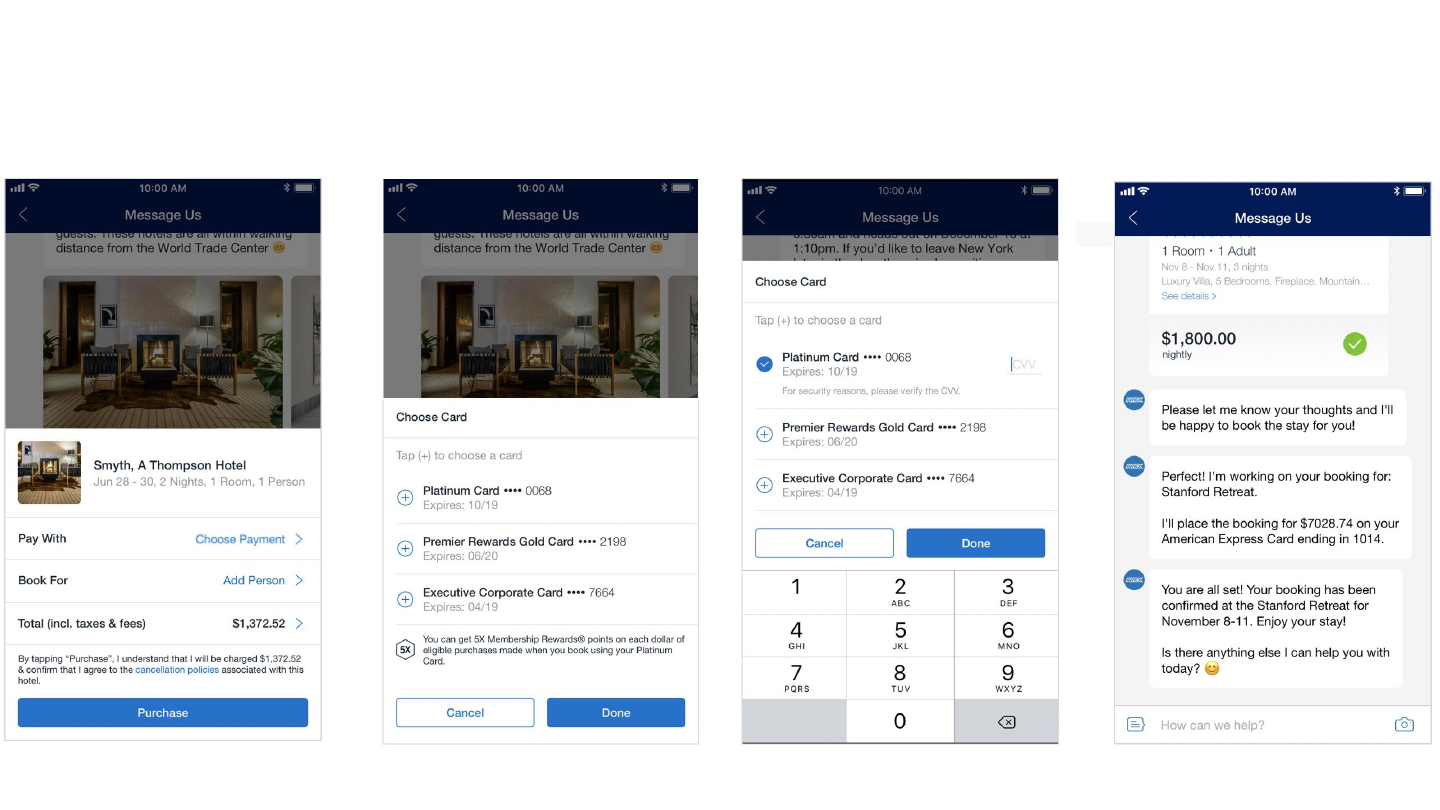 10:00 AM
Message Us
guests. These hotels are all within walking
distance from the World Trade Center 😊
Smyth, A Thompson Hotel
Jun 28 - 30, 2 Nights, 1 Room, 1 Person
Pay With
Choose Payment
Book For
Add Person
Total (incl. taxes & fees)
$1,372.52
By tapping “Purchase”, I understand that I will be charged $1,372.52
& confirm that I agree to the cancellation policies associated with this
hotel.
Purchase
10:00 AM
Message Us
guests. These hotels are all within walking
distance from the World Trade Center 😊
Choose Card
Tap (+) to choose a card
Platinum Card •••• 0068
Expires: 10/19
Premier Rewards Gold Card •••• 2198
Expires: 06/20
Executive Corporate Card •••• 7664
Expires: 04/19
5X
You can get 5X Membership Rewards® points on each dollar of
eligible purchases made when you book using your Platinum
Card.
Cancel
Done
10:00 AM
Message Us
1:10pm. If you’d like to leave New York
Choose Card
Tap (+) to choose a card
Platinum Card •••• 0068
CVV
Expires: 10/19
For security reasons, please verify the CVV.
Premier Rewards Gold Card •••• 2198
Expires: 06/20
Executive Corporate Card •••• 7664
Expires: 04/19
Cancel
Done
1
2
ABC
3
DEF
4
GHI
5
JKL
6
MNO
7
PQRS
8
TUV
9
WXYZ
0
10:00 AM
Message Us
1 Room • 1 Adult
Nov 8 - Nov 11, 3 nights
Luxury Villa, 5 Bedrooms, Fireplace, Mountain...
See details >
$1,800.00
nightly
Please let me know your thoughts and I'll
be happy to book the stay for you!
Perfect! I'm working on your booking for:
Stanford Retreat.
I'll place the booking for $7028.74 on your
American Express Card ending in 1014.
You are all set! Your booking has been
confirmed at the Stanford Retreat for
November 8-11. Enjoy your stay!
Is there anything else I can help you with
today? 😊
How can we help?